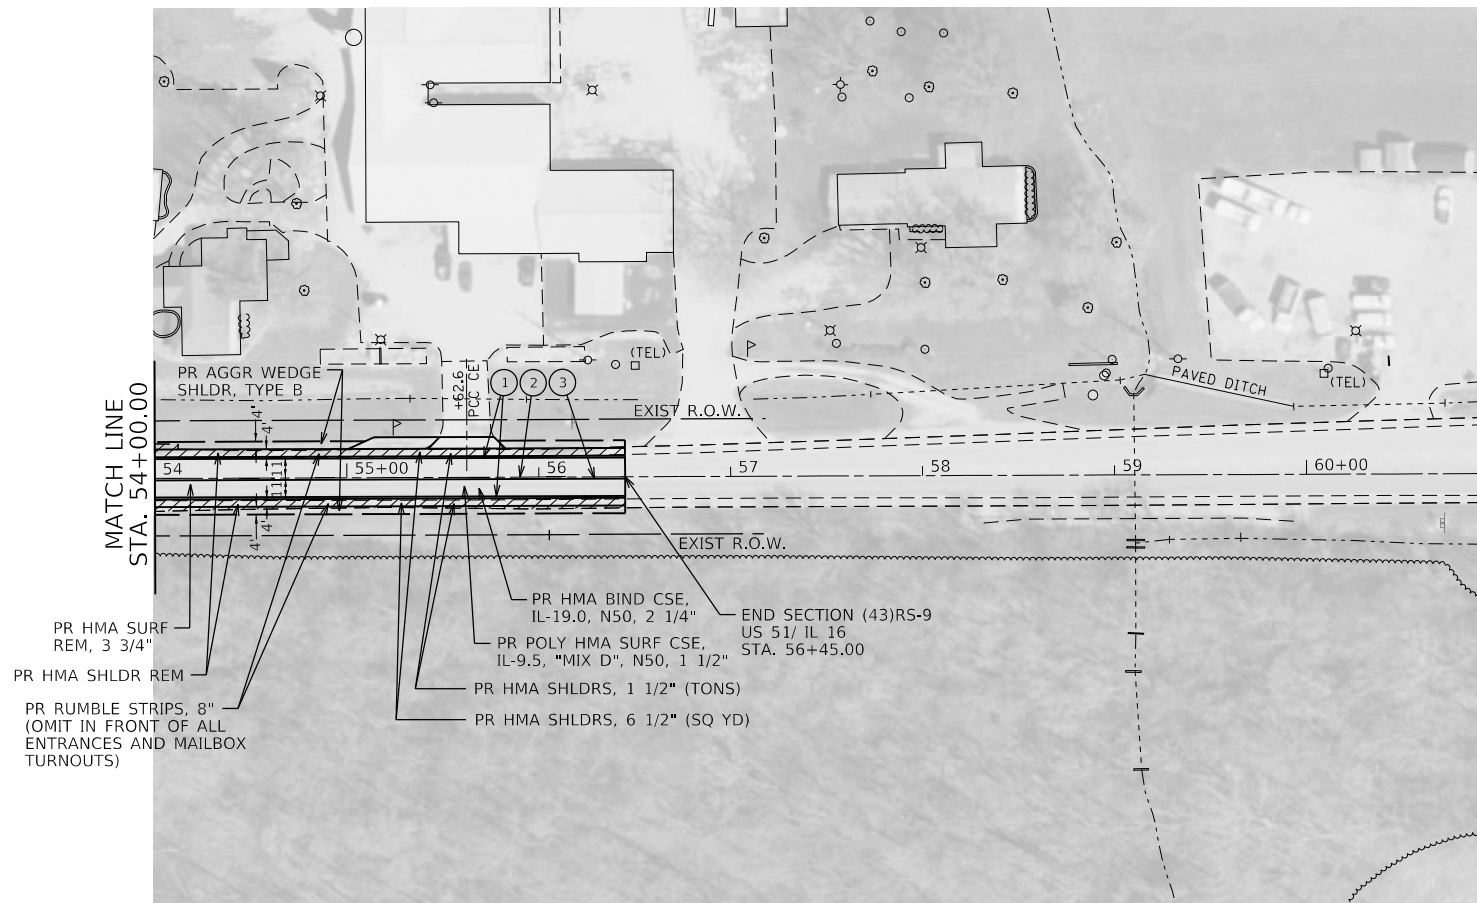 (TEL)
PR AGGR WEDGE
SHLDR, TYPE B
+62.6
PCC CE
1
2
3
PAVED DITCH
(TEL)
EXIST R.O.W.
MATCH LINE
STA. 54+00.00
4'
4'
54
55+00
56
57
58
59
60+00
11'
11'
4'
4'
EXIST R.O.W.
PR HMA BIND CSE,
IL-19.0, N50, 2 1/4"
END SECTION (43)RS-9
US 51/ IL 16
STA. 56+45.00
PR HMA SURF
REM, 3 3/4"
PR POLY HMA SURF CSE,
IL-9.5, "MIX D", N50, 1 1/2"
PR HMA SHLDR REM
PR HMA SHLDRS, 1 1/2" (TONS)
PR RUMBLE STRIPS, 8"
(OMIT IN FRONT OF ALL
ENTRANCES AND MAILBOX
TURNOUTS)
PR HMA SHLDRS, 6 1/2" (SQ YD)